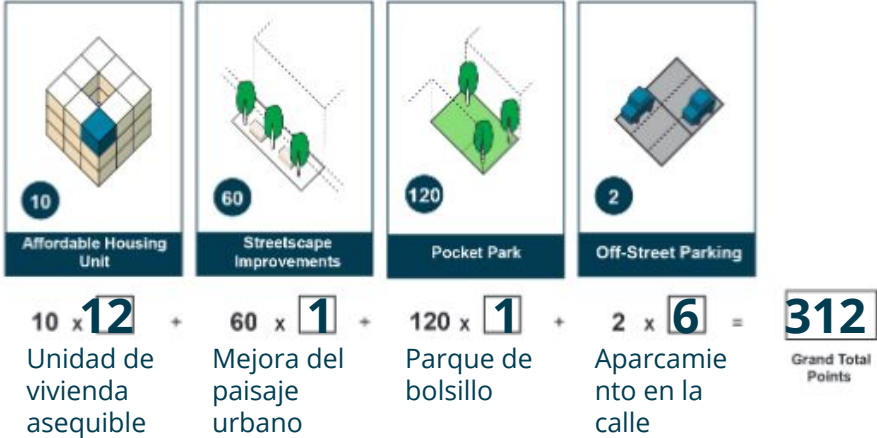 10
Affordable Housing
Unit
60
Streetscape
Improvements
120
Pocket Park
2
Off-Street Parking
10 x 12 + 60 x 1 + 120 x 1 + 2 x 6 = 312
Grand Total
Points
Unidad de
vivienda
asequible
Mejora del
paisaje
urbano
Parque de
bolsillo
Aparcamie
nto en la
calle